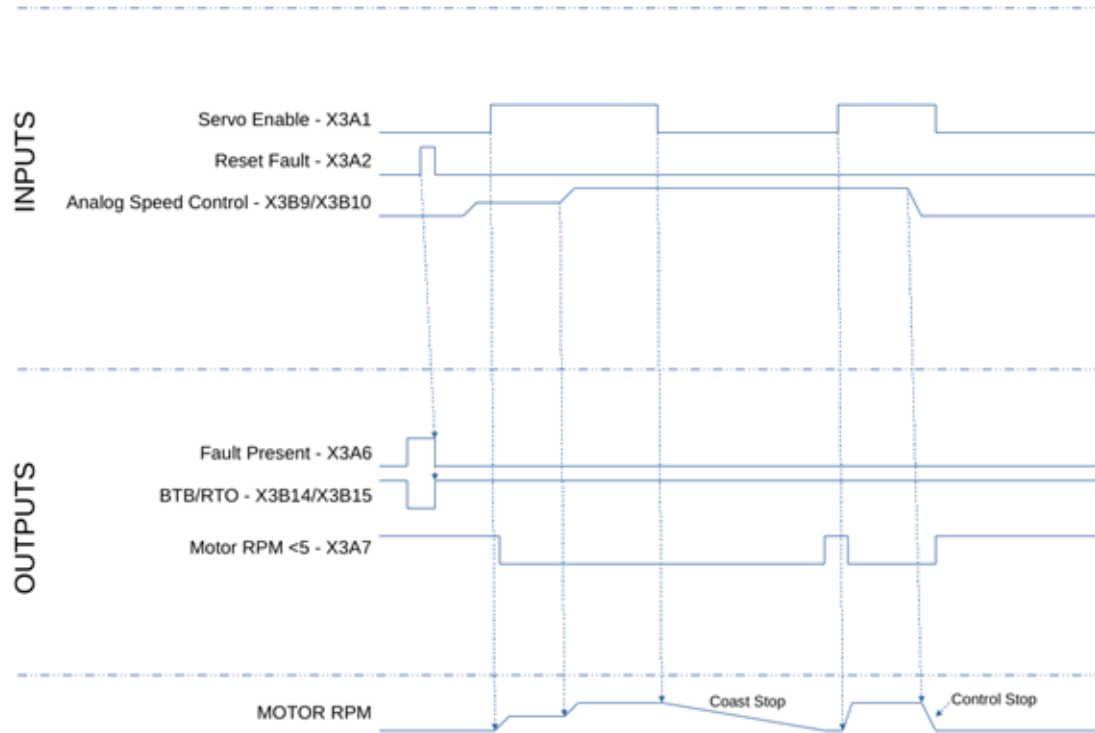 INPUTS
Servo Enable - X3A1
Reset Fault - X3A2
Analog Speed Control - X3B9/X3B10
OUTPUTS
Fault Present - X3A6
BTB/RTO - X3B14/X3B15
Motor RPM <5 - X3A7
MOTOR RPM
Coast Stop
Control Stop